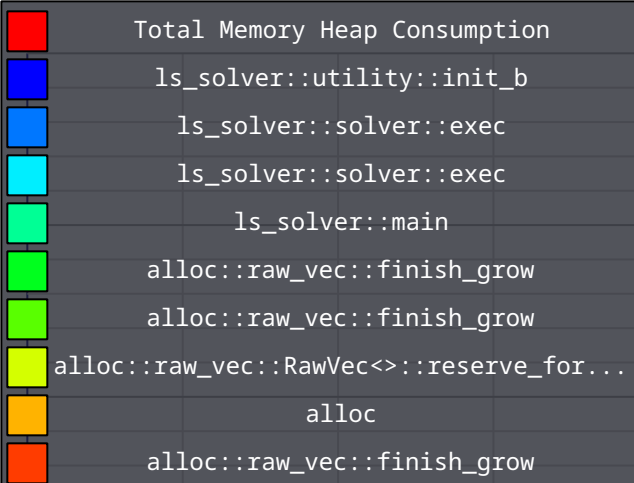 Total Memory Heap Consumption
ls_solver::utility::init_b
ls_solver::solver::exec
ls_solver::solver::exec
ls_solver::main
alloc::raw_vec::finish_grow
alloc::raw_vec::finish_grow
alloc::raw_vec::RawVec<>::reserve_for...
alloc
alloc::raw_vec::finish_grow